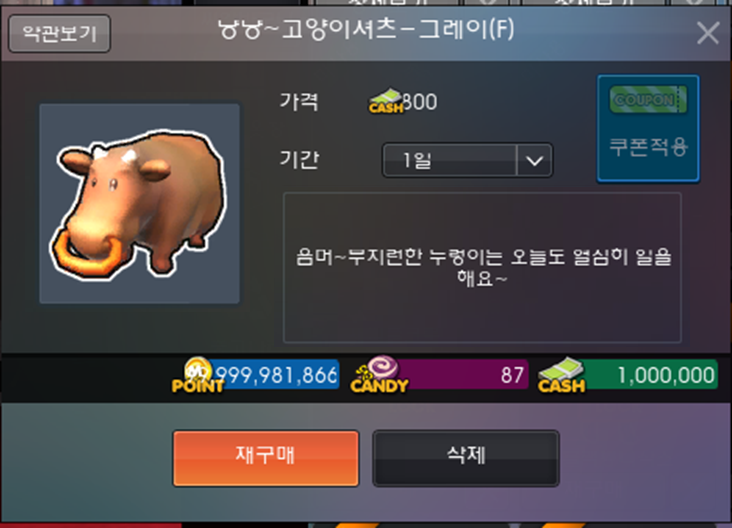 약관보기
냥냥~고양이셔츠-그레이(F)
가격
CASH
800
COUPON
쿠폰적용
기간
1일
음머~부지런한 누렁이는 오늘도 열심히 일을
해요~
POINT
999,981,866
CANDY
87
CASH
1,000,000
재구매
삭제